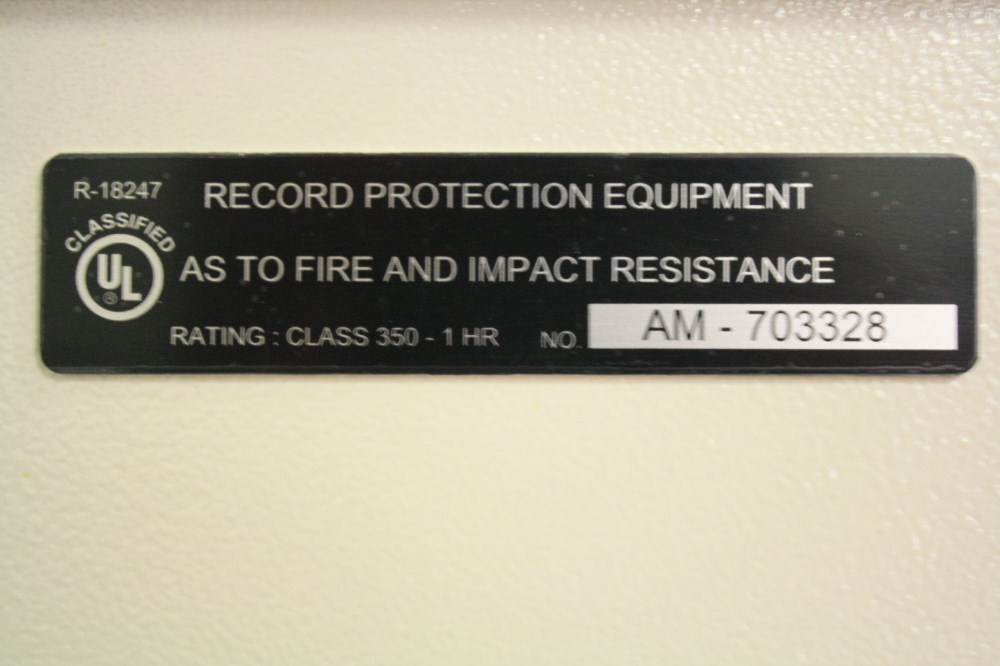 R-18247
RECORD PROTECTION EQUIPMENT
CLASSIFIED
UL
®
AS TO FIRE AND IMPACT RESISTANCE
RATING : CLASS 350 - 1 HR
NO.
AM - 703328